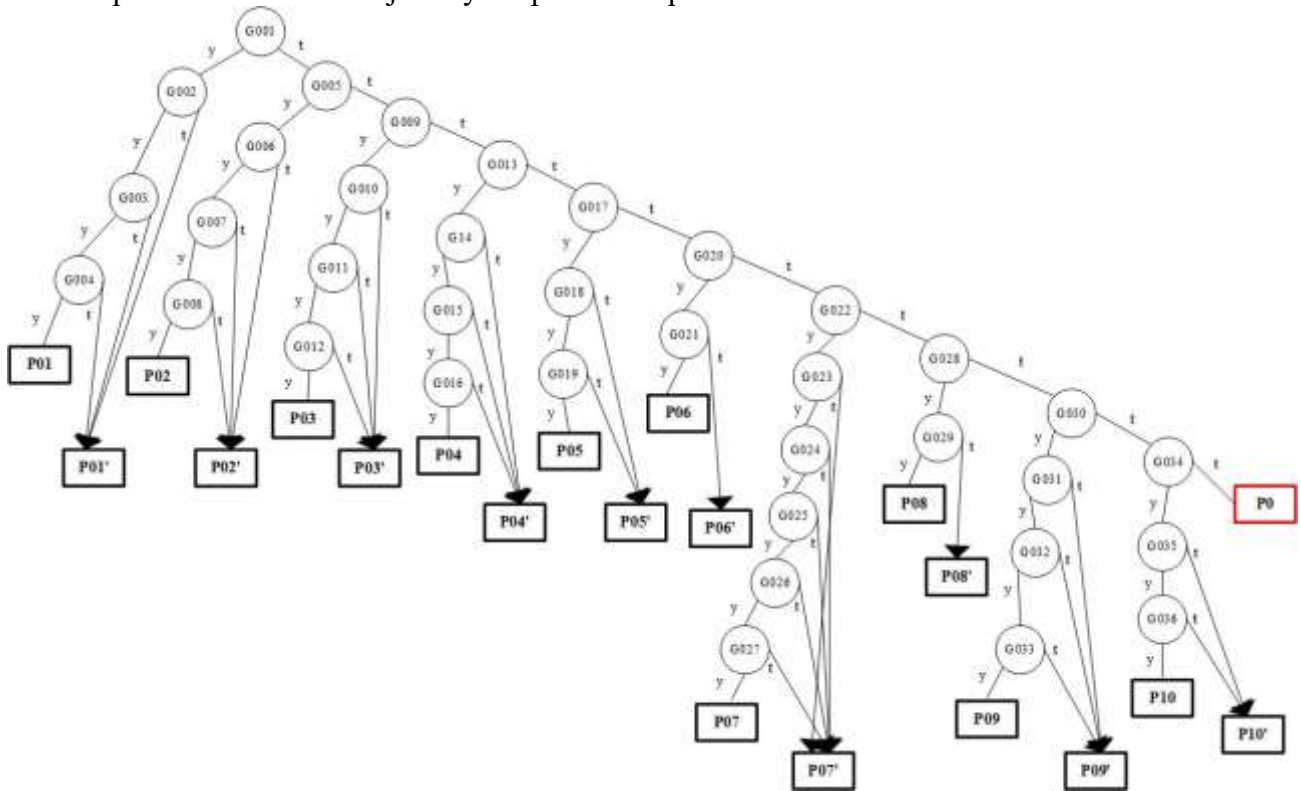 G001
y
t
G005
t
G002
y
G009
t
y
t
G006
y
G013
t
y
t
G010
y
G003
t
G017
t
y
G007
t
y
t
y
G14
y
G020
t
G004
y
G011
t
t
G018
t
y
t
y
G008
y
G015
G022
t
y
t
y
t
y
y
G021
t
y
G012
t
t
G028
t
P01
P02
y
y
G016
t
G019
t
y
G023
y
P03
y
y
P06
t
G030
t
P04
P05
y
G024
G029
y
t
P01'
P02'
P03'
t
y
G034
t
y
G031
t
P08
P0
P04'
P05'
P06'
G025
y
y
t
y
G032
t
G035
t
P08'
G026
y
y
t
y
G036
t
G027
t
G033
t
y
y
y
P10
P07
P09
P10'
P07'
P09'